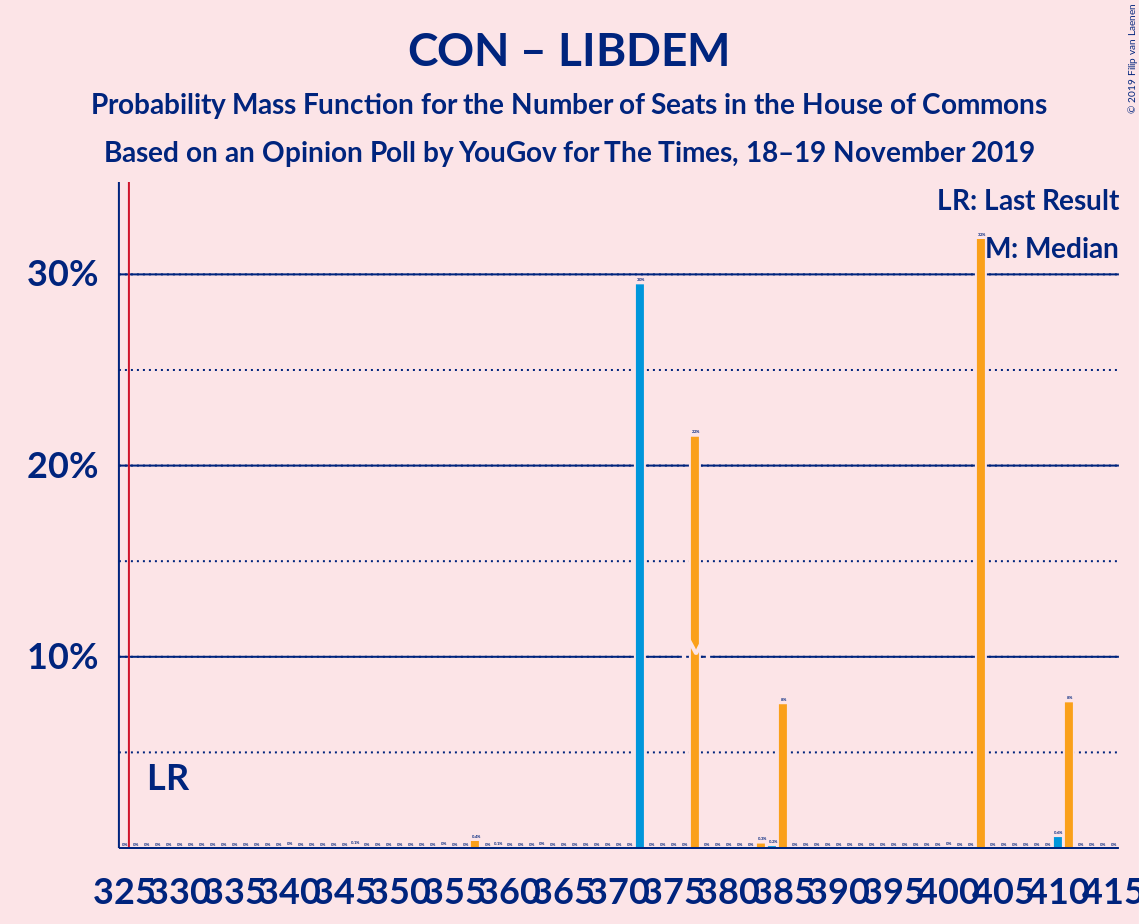 CON – LIBDEM
Probability Mass Function for the Number of Seats in the House of Commons
Based on an Opinion Poll by YouGov for The Times, 18–19 November 2019
© 2019 Filip van Laenen
LR: Last Result
M: Median
30%
20%
10%
LR
M
325 330 335 340 345 350 355 360 365 370 375 380 385 390 395 400 405 410 415